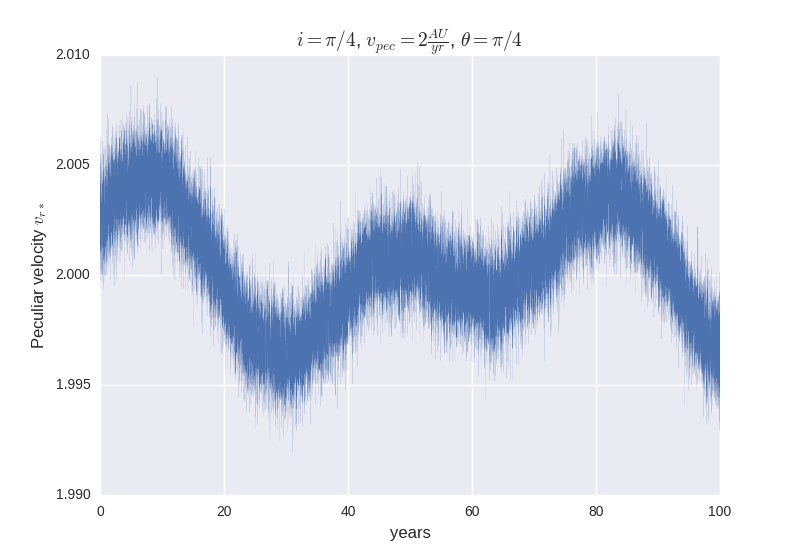 i = π/4, v_pec = 2 AU/yr, θ = π/4
2.010
2.005
2.000
1.995
1.990
Peculiar velocity v_r*
0 20 40 60 80 100
years